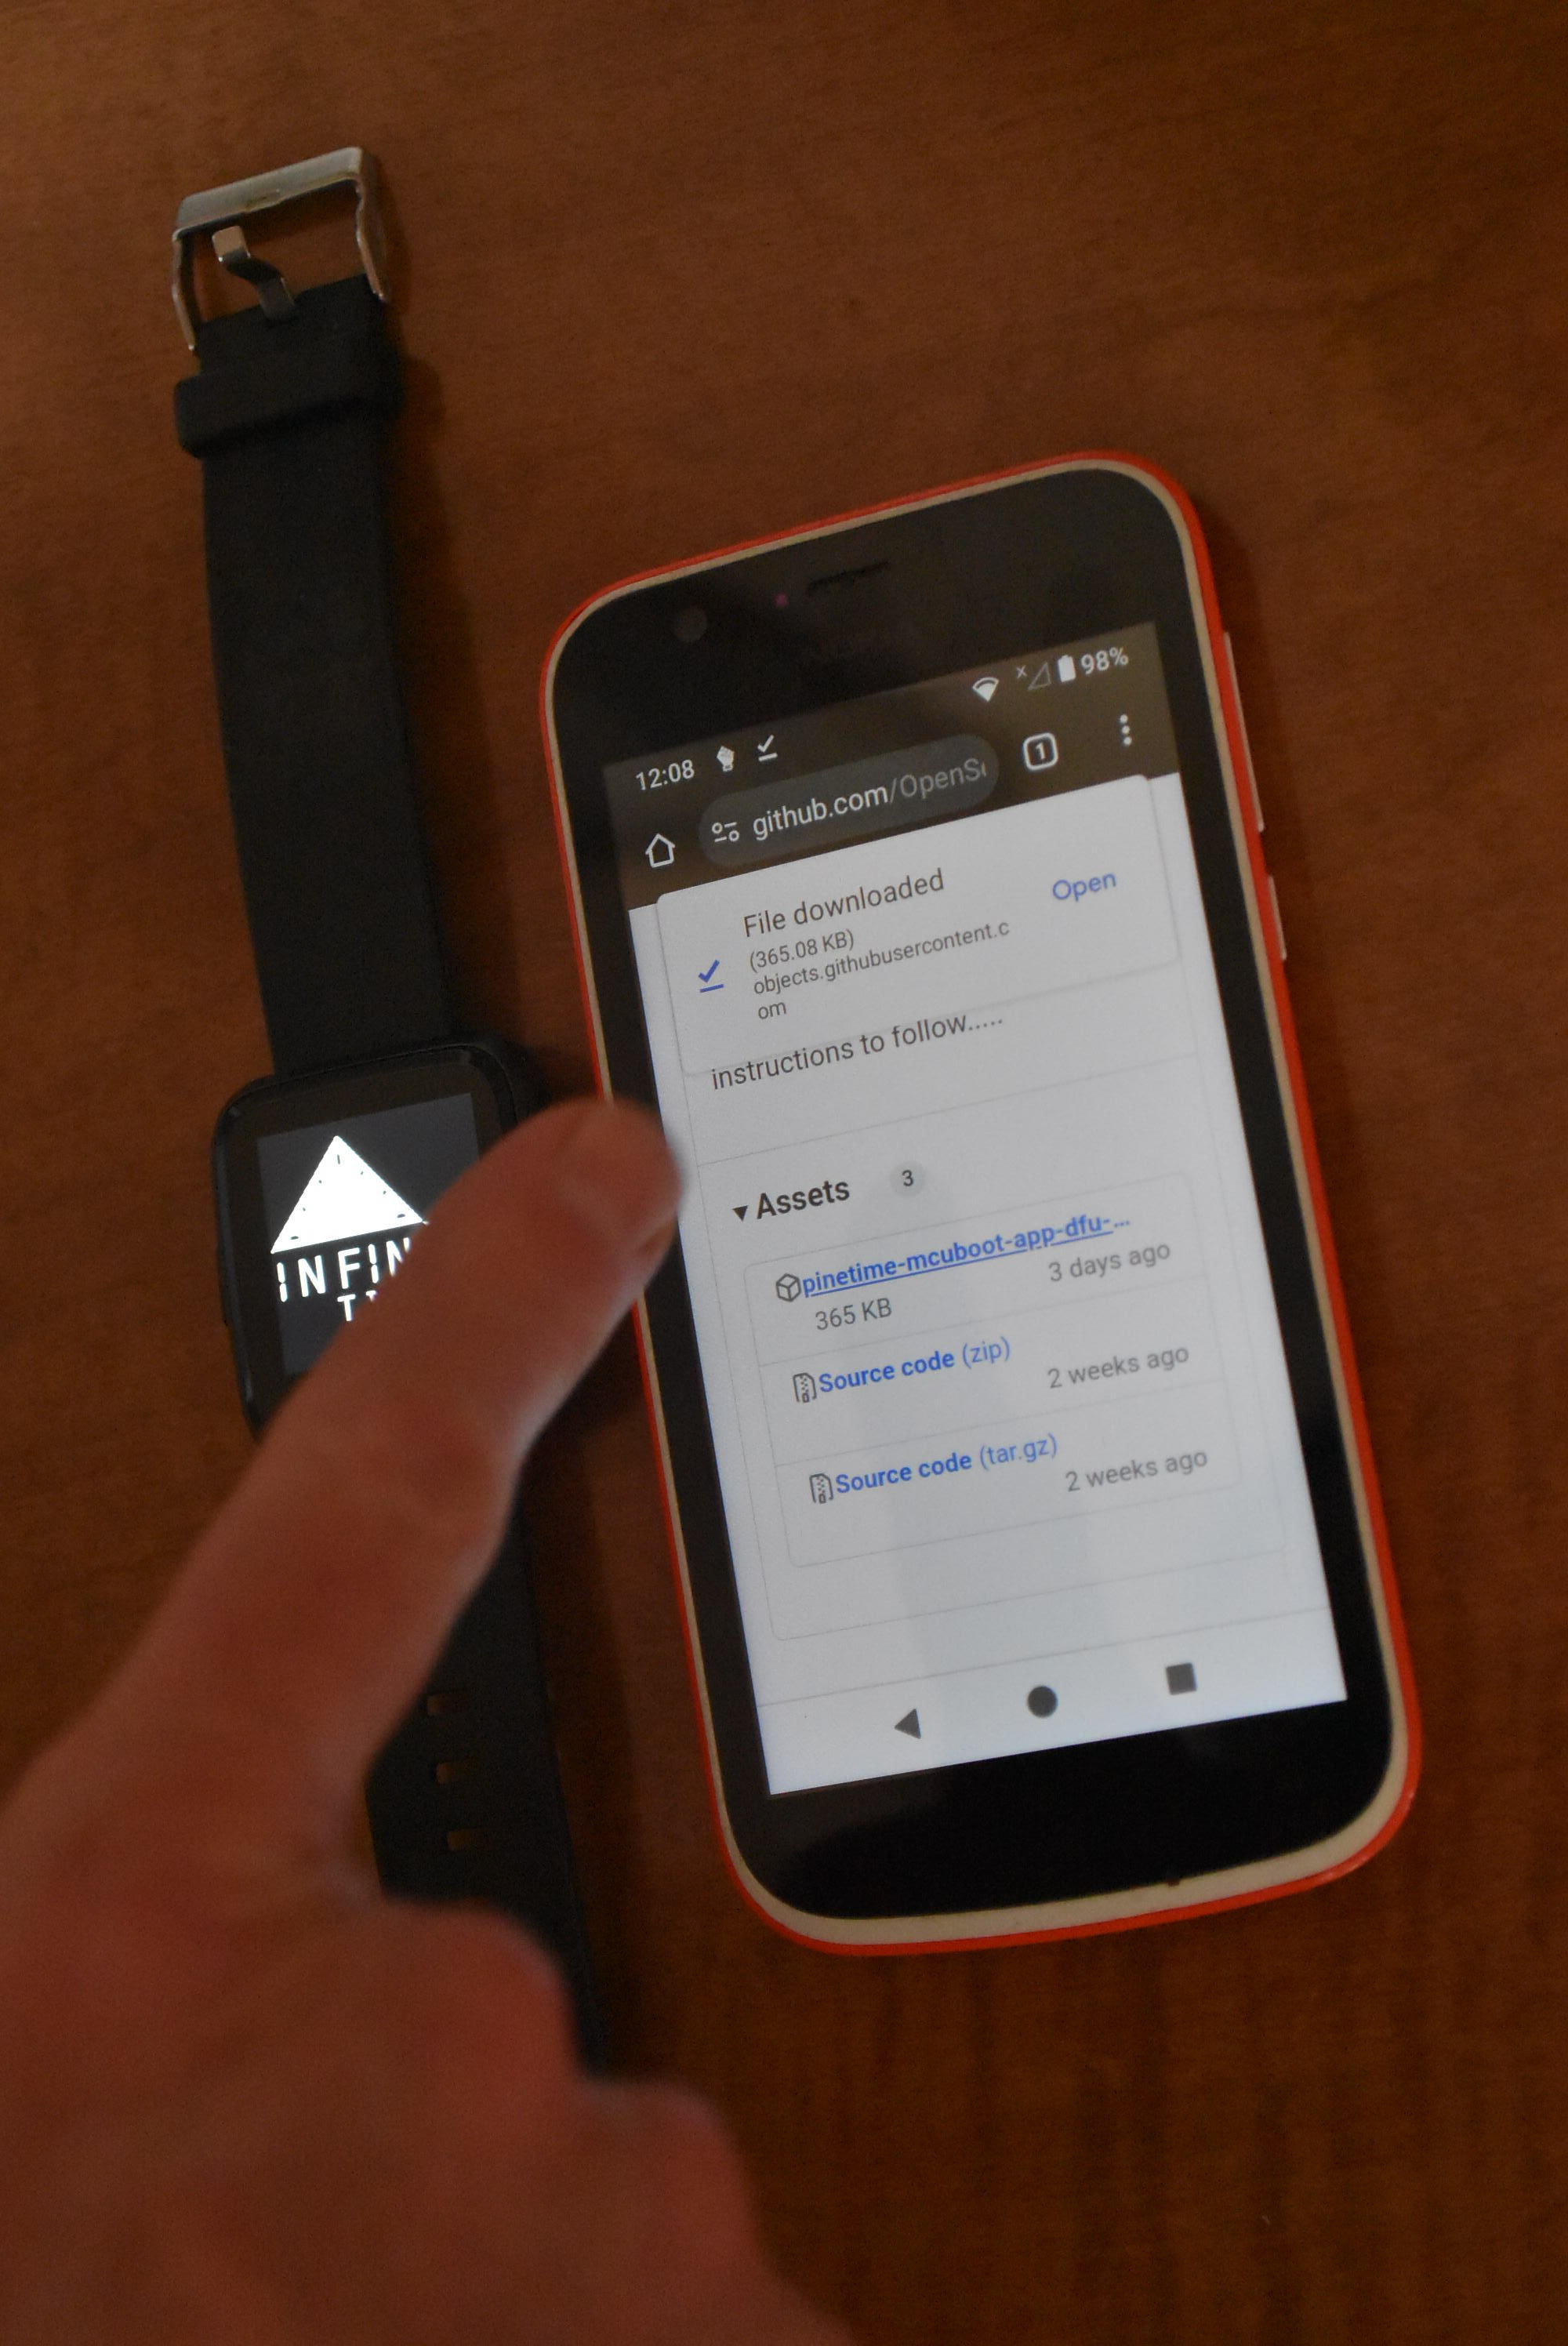 12:08
98%
github.com/OpenS
1
File downloaded
Open
(365.08 KB)
objects.githubusercontent.c
om
instructions to follow.....
Assets 3
pinetime-mcuboot-app-dfu-...
3 days ago
365 KB
Source code (zip)
2 weeks ago
Source code (tar.gz)
2 weeks ago
INFIN